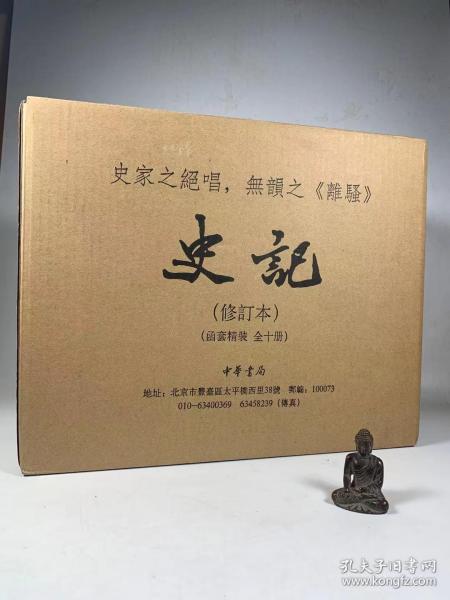 史家之絕唱，無韻之《離騷》
史記
（修訂本）
（函套精裝 全十册）
中華書局
地址：北京市豐臺區太平橋西里38號 郵編：100073
010-63400369 63458239（傳真）
孔夫子旧书网
www.kongfz.com